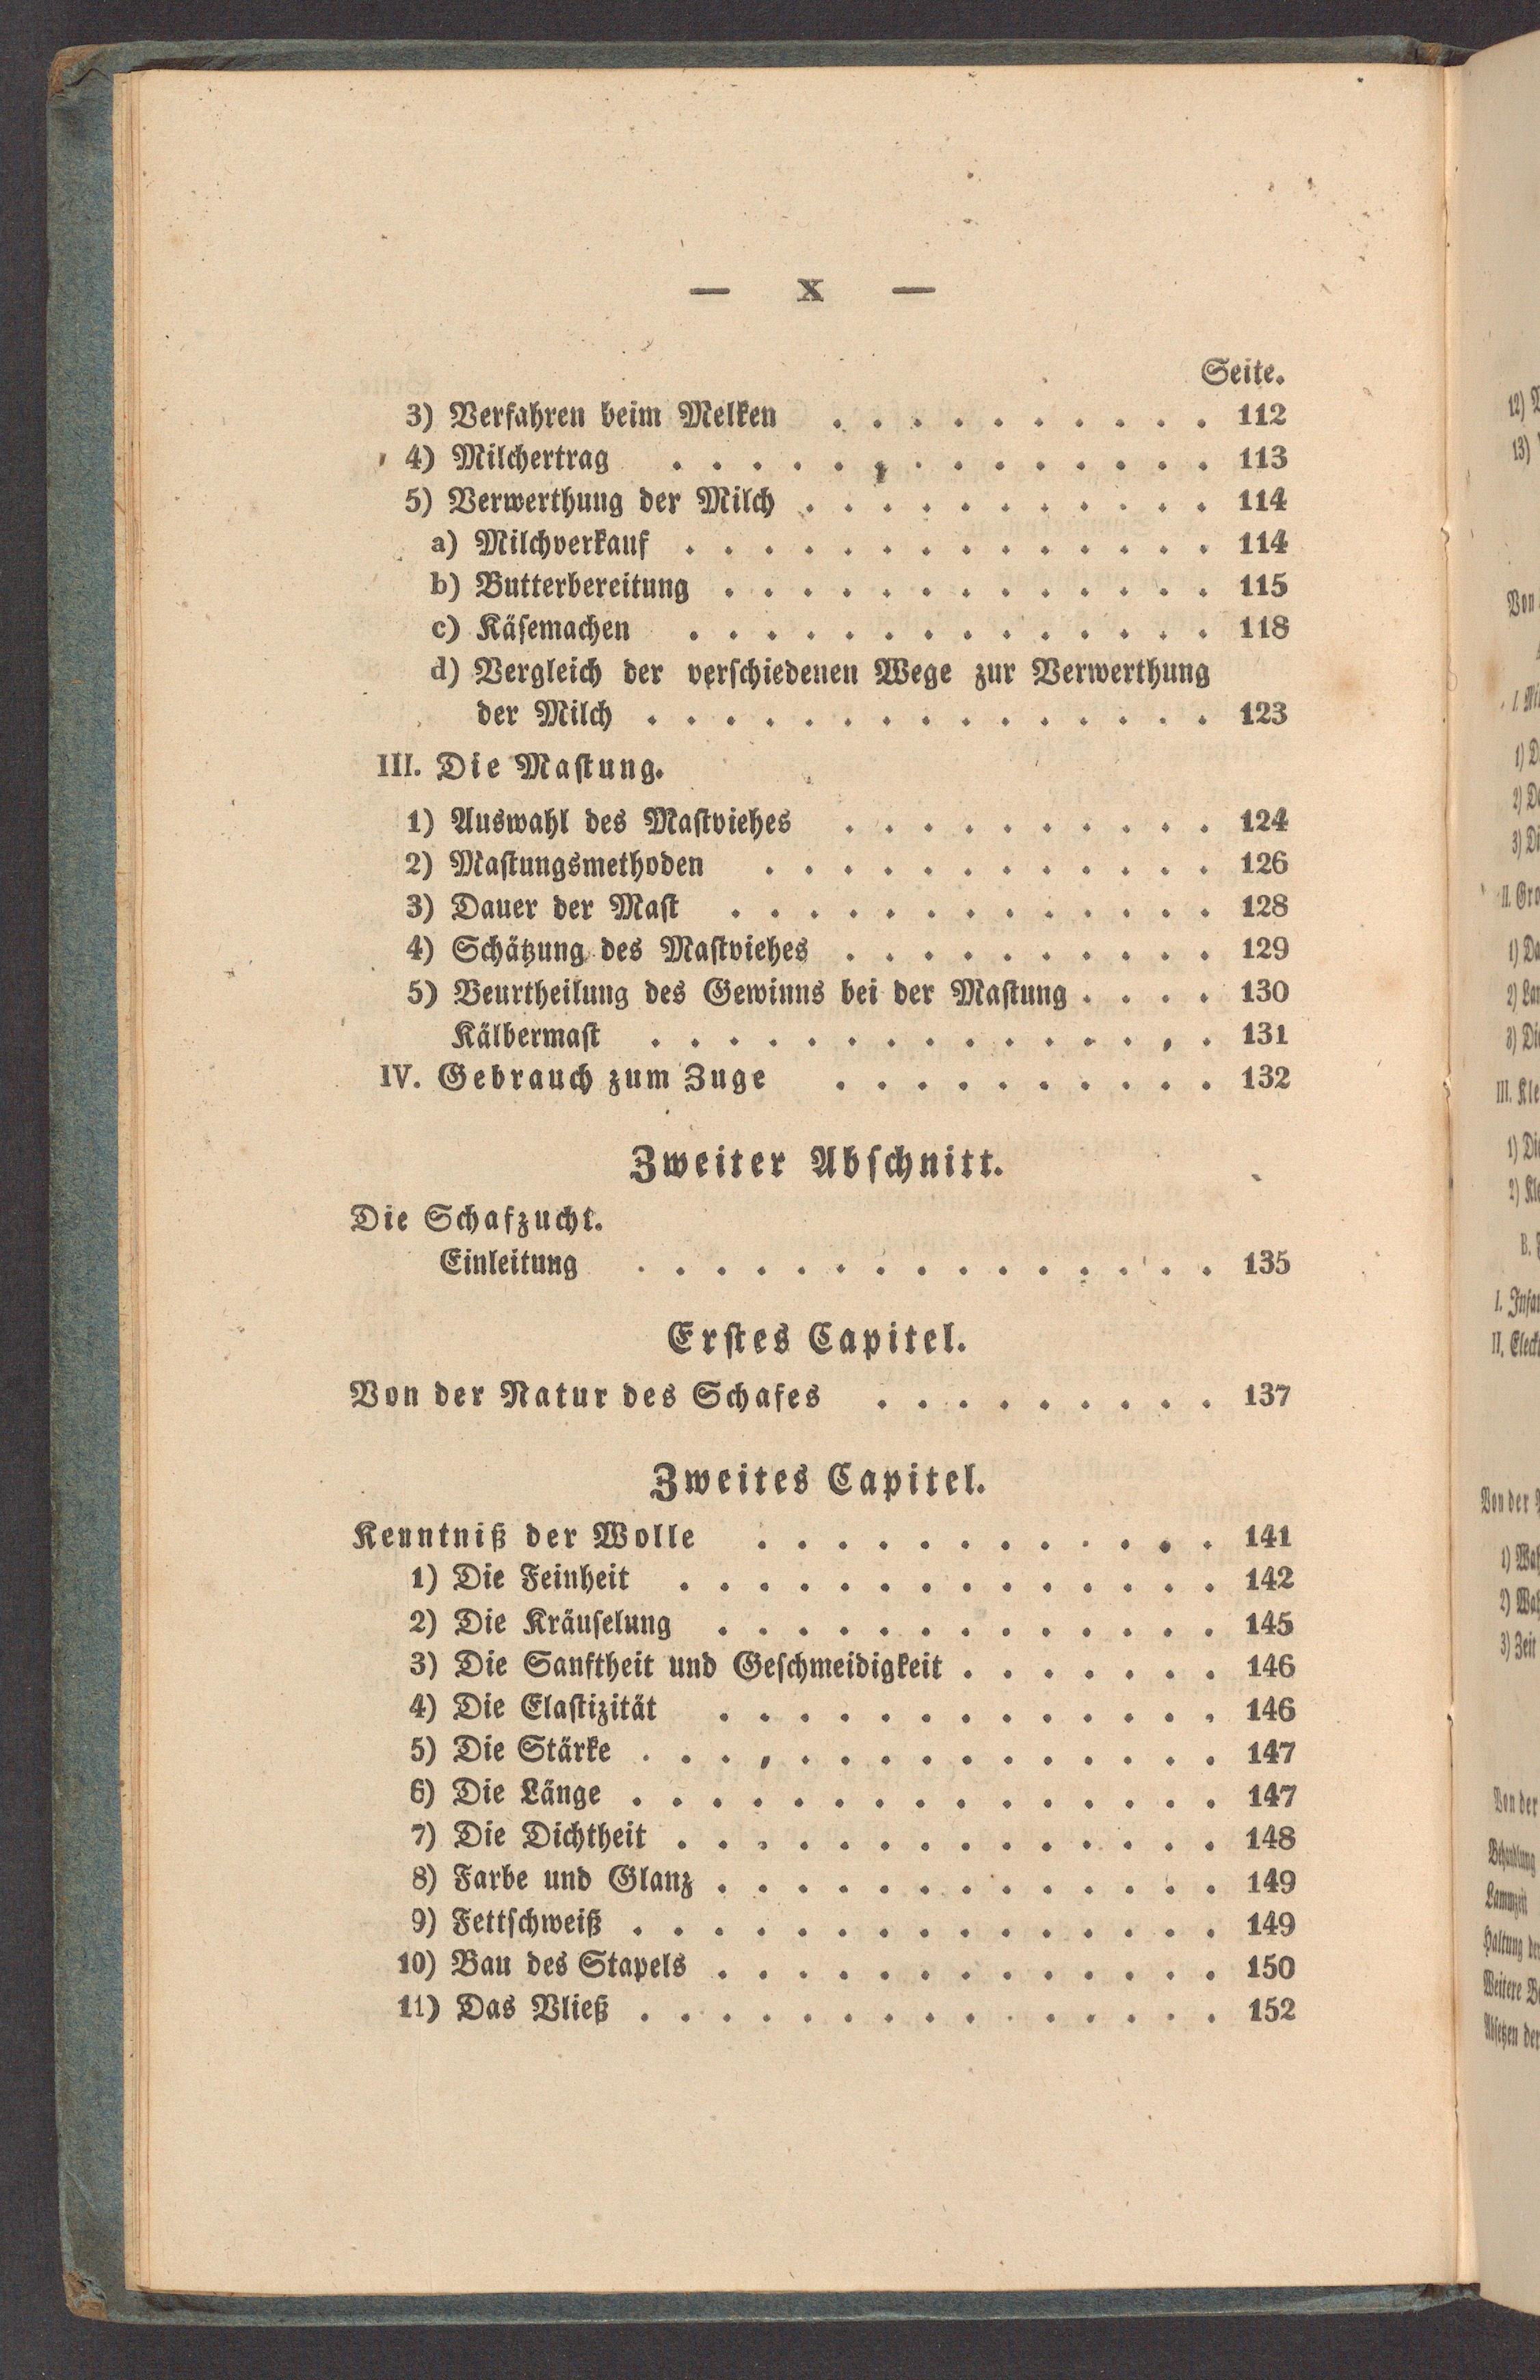 — X —
Seite.
3) Verfahren beim Melken . . . . . . . . . . 112
4) Milchertrag . . . . . . . . . . . . . . 113
5) Verwerthung der Milch . . . . . . . . . . . 114
a) Milchverkauf . . . . . . . . . . . . . . 114
b) Butterbereitung . . . . . . . . . . . . . 115
c) Käſemachen . . . . . . . . . . . . . . 118
d) Vergleich der verſchiedenen Wege zur Verwerthung
der Milch . . . . . . . . . . . . . . . 123
III. Die Maſtung.
1) Auswahl des Maſtviehes . . . . . . . . . . 124
2) Maſtungsmethoden . . . . . . . . . . . . 126
3) Dauer der Maſt . . . . . . . . . . . . . 128
4) Schätzung des Maſtviehes . . . . . . . . . . 129
5) Beurtheilung des Gewinns bei der Maſtung . . . . 130
Kälbermaſt . . . . . . . . . . . . . . . 131
IV. Gebrauch zum Zuge . . . . . . . . . . 132
Zweiter Abſchnitt.
Die Schafzucht.
Einleitung . . . . . . . . . . . . . . . 135
Erſtes Capitel.
Von der Natur des Schafes . . . . . . . . . 137
Zweites Capitel.
Kenntniß der Wolle . . . . . . . . . . . . 141
1) Die Feinheit . . . . . . . . . . . . . . 142
2) Die Kräuſelung . . . . . . . . . . . . . 145
3) Die Sanftheit und Geſchmeidigkeit . . . . . . . 146
4) Die Elaſtizität . . . . . . . . . . . . . 146
5) Die Stärke . . . . . . . . . . . . . . . 147
6) Die Länge . . . . . . . . . . . . . . . 147
7) Die Dichtheit . . . . . . . . . . . . . . 148
8) Farbe und Glanz . . . . . . . . . . . . . 149
9) Fettſchweiß . . . . . . . . . . . . . . . 149
10) Bau des Stapels . . . . . . . . . . . . . 150
11) Das Vließ . . . . . . . . . . . . . . . 152